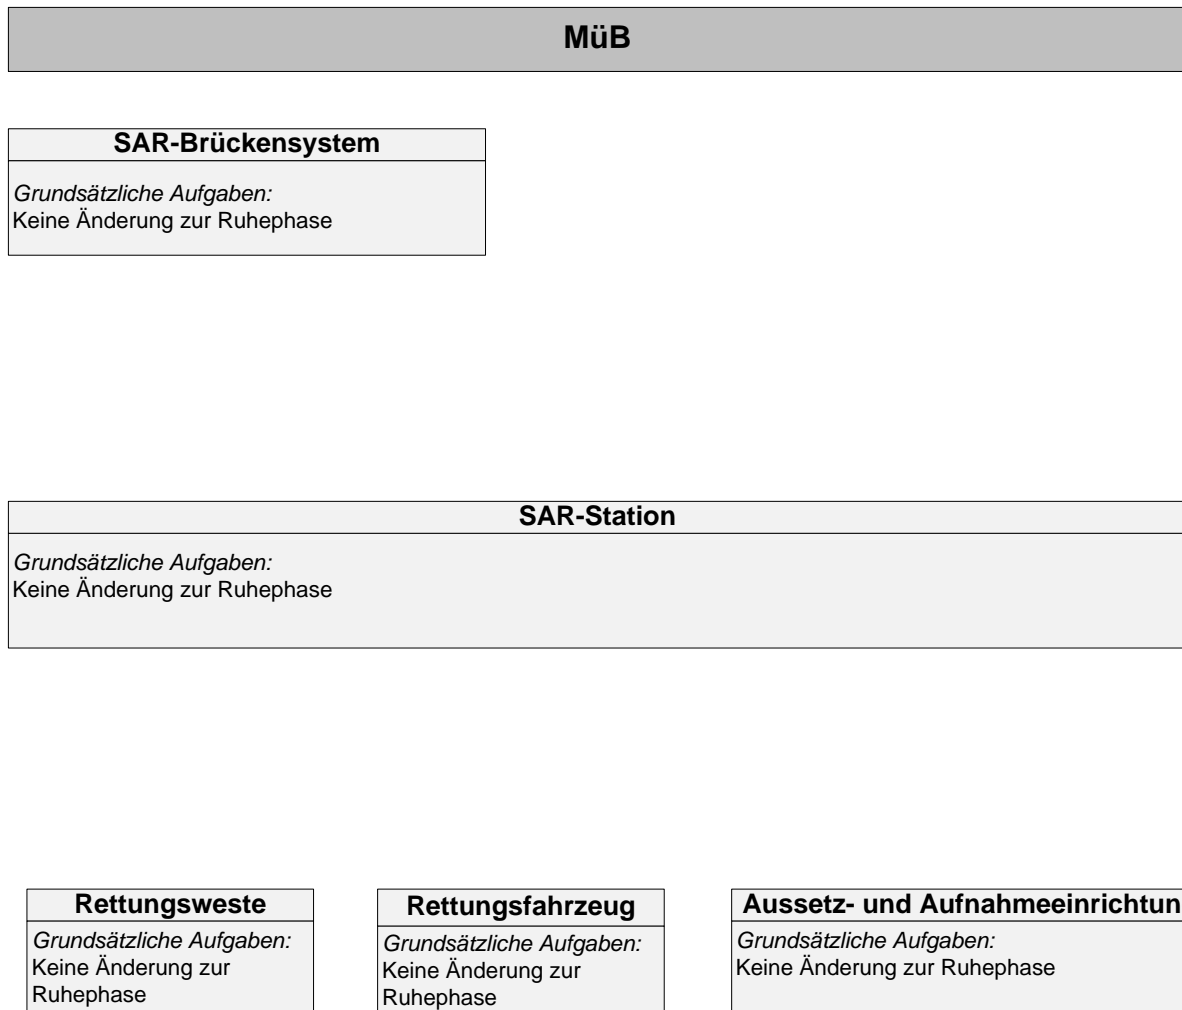 MüB
SAR-Brückensystem
Grundsätzliche Aufgaben:
Keine Änderung zur Ruhephase
SAR-Station
Grundsätzliche Aufgaben:
Keine Änderung zur Ruhephase
Rettungsweste
Grundsätzliche Aufgaben:
Keine Änderung zur
Ruhephase
Rettungsfahrzeug
Grundsätzliche Aufgaben:
Keine Änderung zur
Ruhephase
Aussetz- und Aufnahmeeinrichtun
Grundsätzliche Aufgaben:
Keine Änderung zur Ruhephase